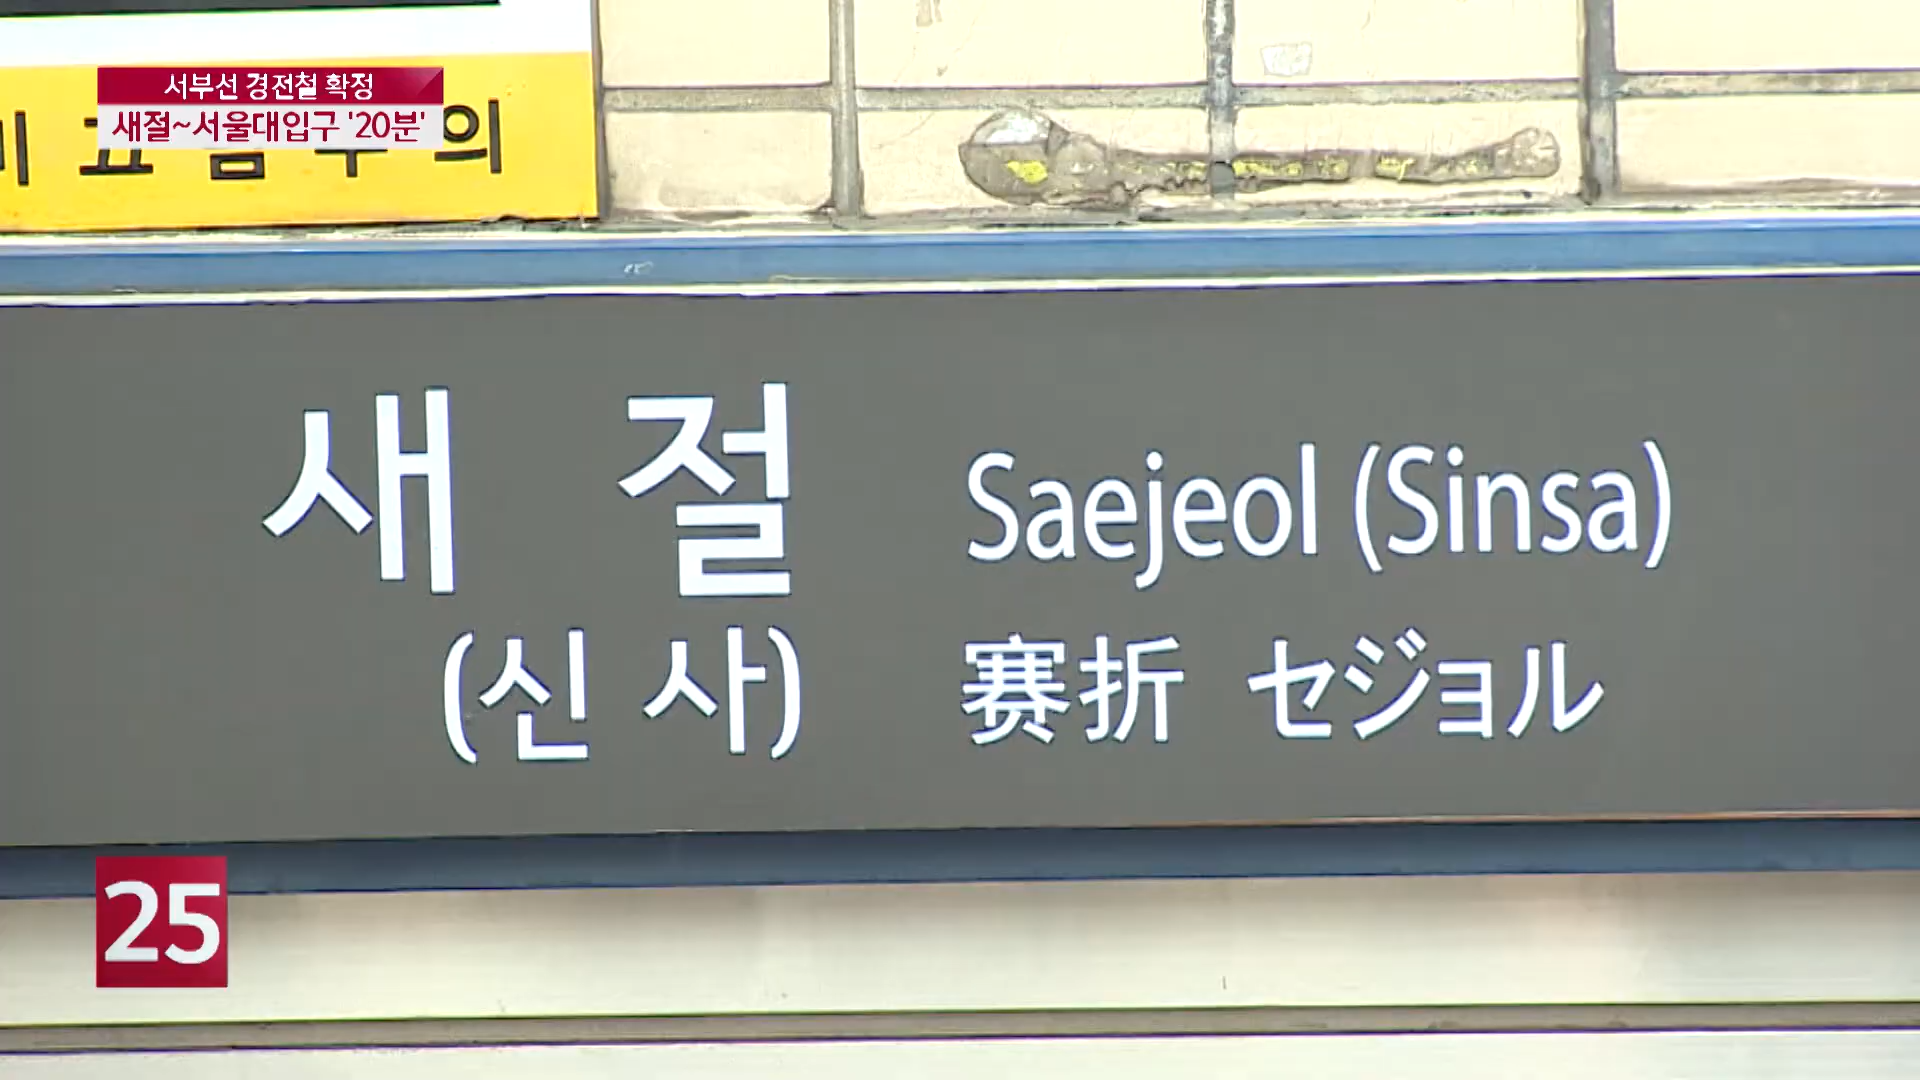 서부선 경전철 확정
새절~서울대입구 '20분'
새절 Saejeol (Sinsa)
(신사) 赛折 セジョル
25